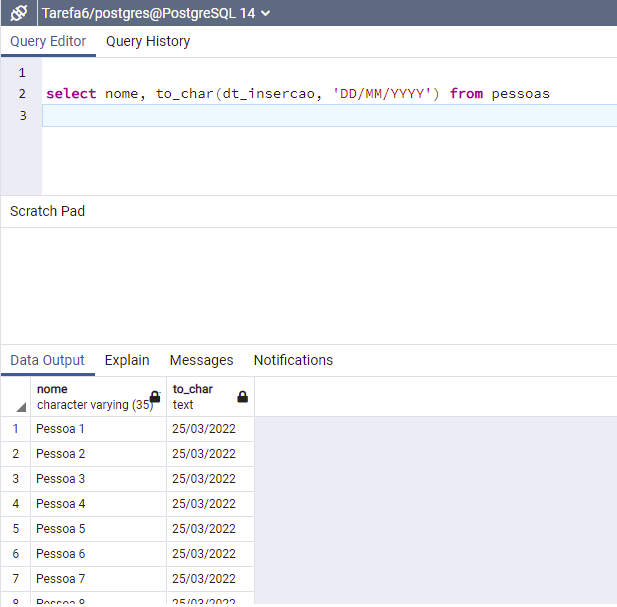 Tarefa6/postgres@PostgreSQL 14
Query Editor Query History
1
2 select nome, to_char(dt_insercao, 'DD/MM/YYYY') from pessoas
3
Scratch Pad
Data Output Explain Messages Notifications
nome to_char
character varying (35) text
1 Pessoa 1 25/03/2022
2 Pessoa 2 25/03/2022
3 Pessoa 3 25/03/2022
4 Pessoa 4 25/03/2022
5 Pessoa 5 25/03/2022
6 Pessoa 6 25/03/2022
7 Pessoa 7 25/03/2022
8 Pessoa 8 25/03/2022